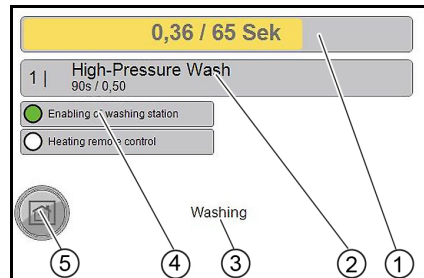 0,36 / 65 Sek
1 | High-Pressure Wash
90s / 0,50
Enabling of washing station
Heating remote control
Washing
5 4 3 2 1